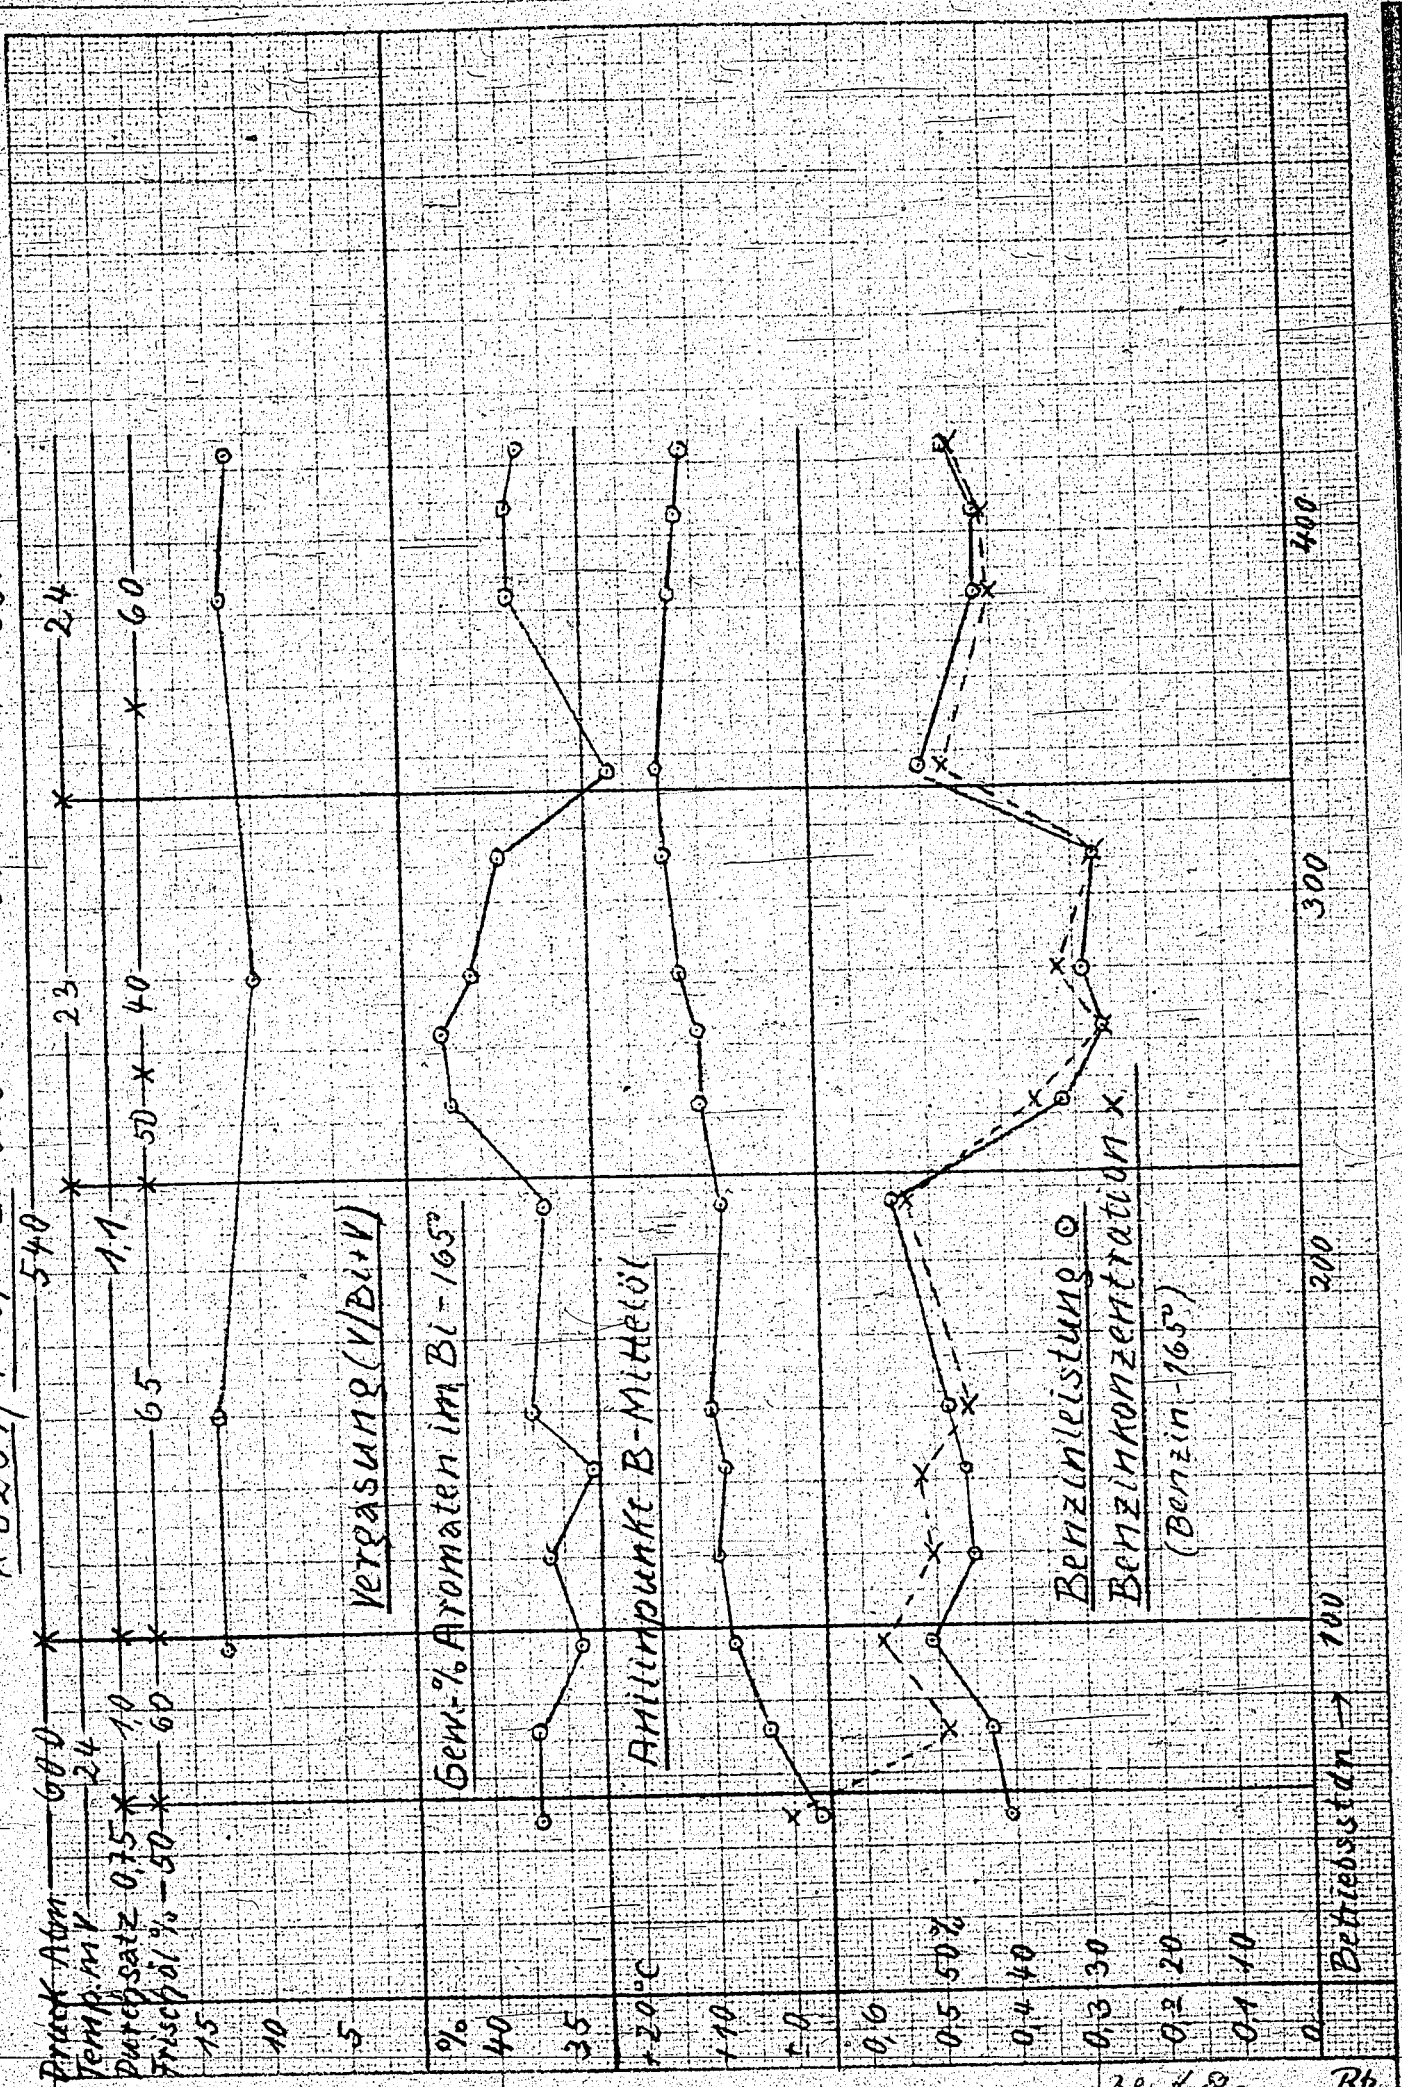 Druck Atm 600 540
Temp. mV 24 23 24
Durchsatz 0,75 1,0 1,1
Frischöl % 50 60 65 50 40 60
15
10
5
Vergasung (V/Bi+V)
%
40
35
Gew.-% Aromaten im Bi -165°
+20°C
+10
±0
Anilinpunkt B-Mittelöl
0,6
0,5 50%
0,4 40
0,3 30
0,2 20
0,1 10
0
Benzinleistung ⊙
Benzinkonzentration x
(Benzin -165°)
Betriebsstdn → 100 200 300 400